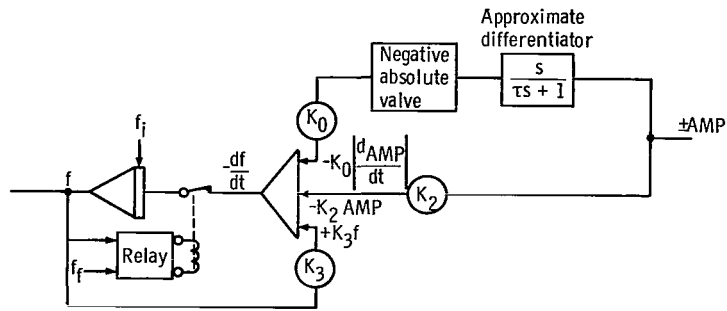 Approximate
differentiator
Negative
absolute
valve
s
τs + 1
K₀
±AMP
fᵢ
-K₀ |dAMP/dt|
-df/dt
f
-K₂ AMP
K₂
+K₃f
Relay
f_f
K₃